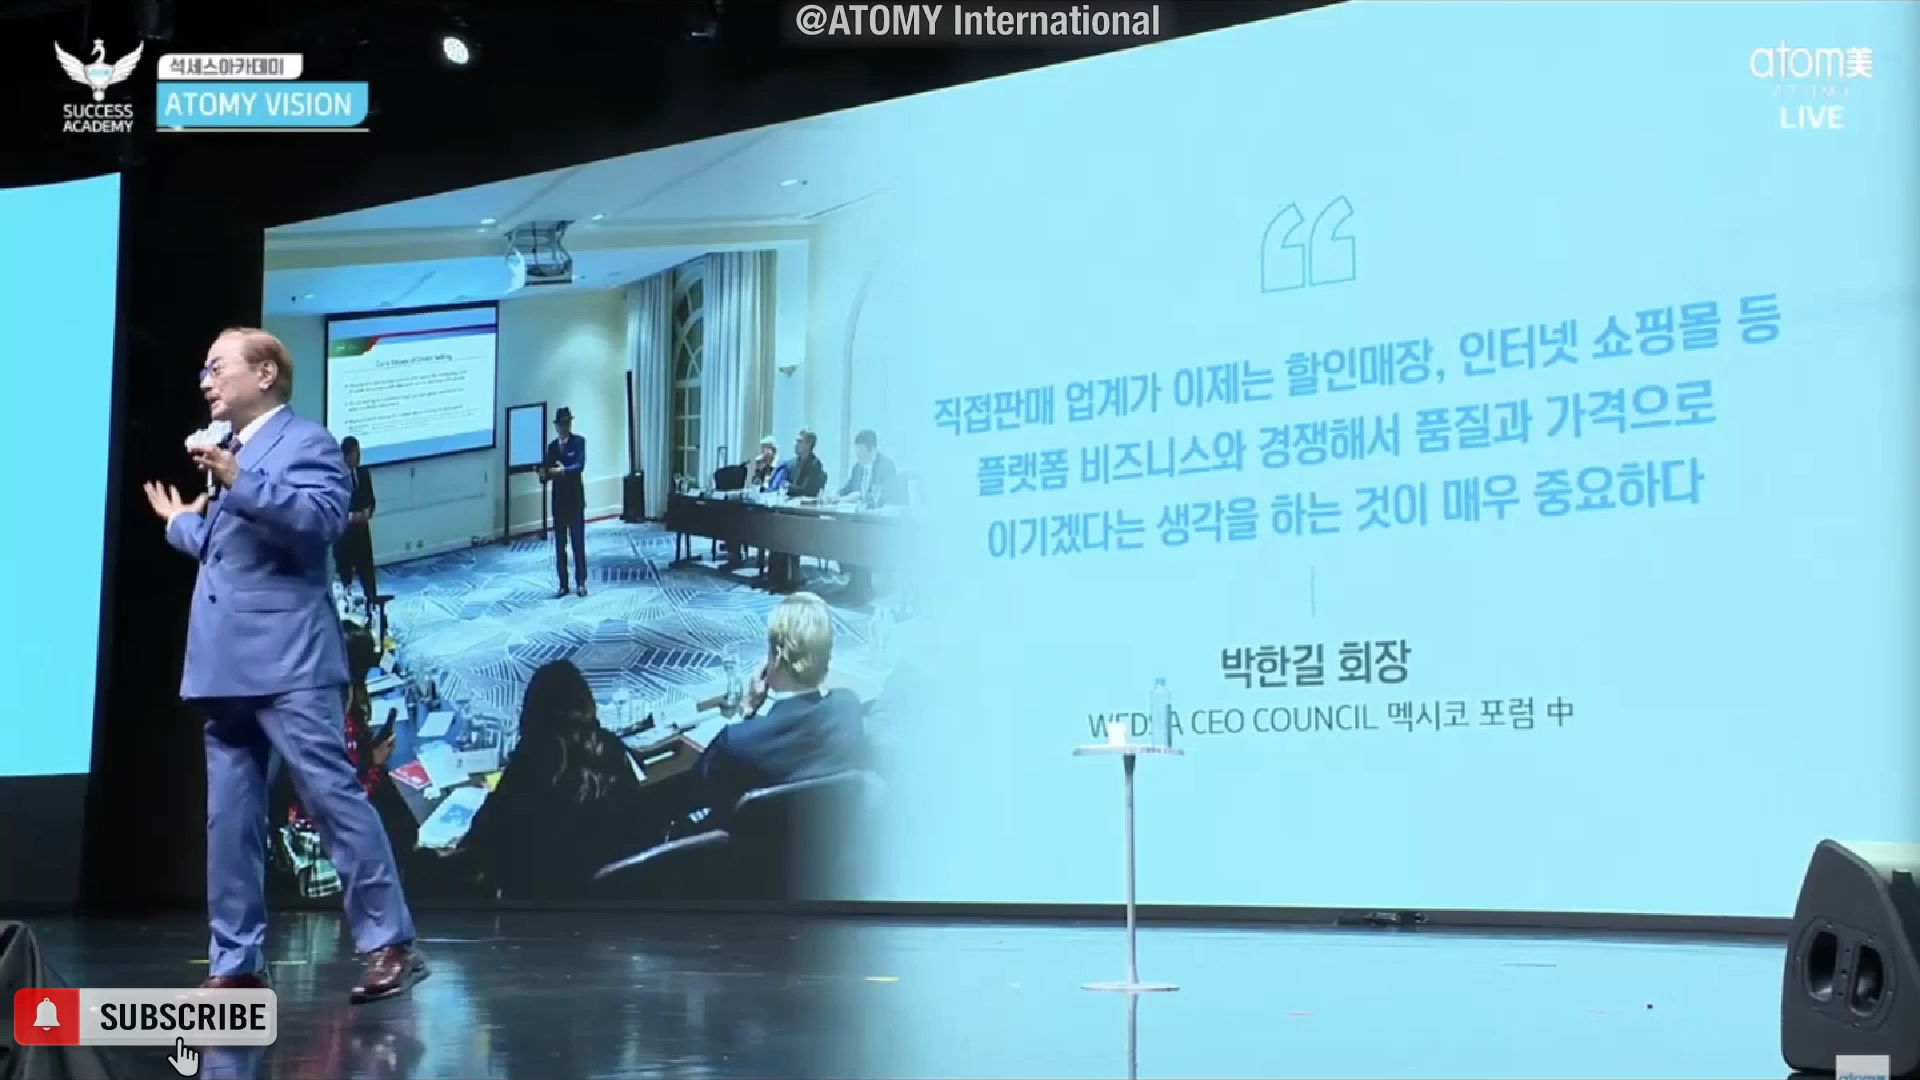 @ATOMY International
SUCCESS
ACADEMY
석세스아카데미
ATOMY VISION
atom美
ATOMY
LIVE
직접판매 업계가 이제는 할인매장, 인터넷 쇼핑몰 등
플랫폼 비즈니스와 경쟁해서 품질과 가격으로
이기겠다는 생각을 하는 것이 매우 중요하다
박한길 회장
CEO COUNCIL 멕시코 포럼 中
SUBSCRIBE